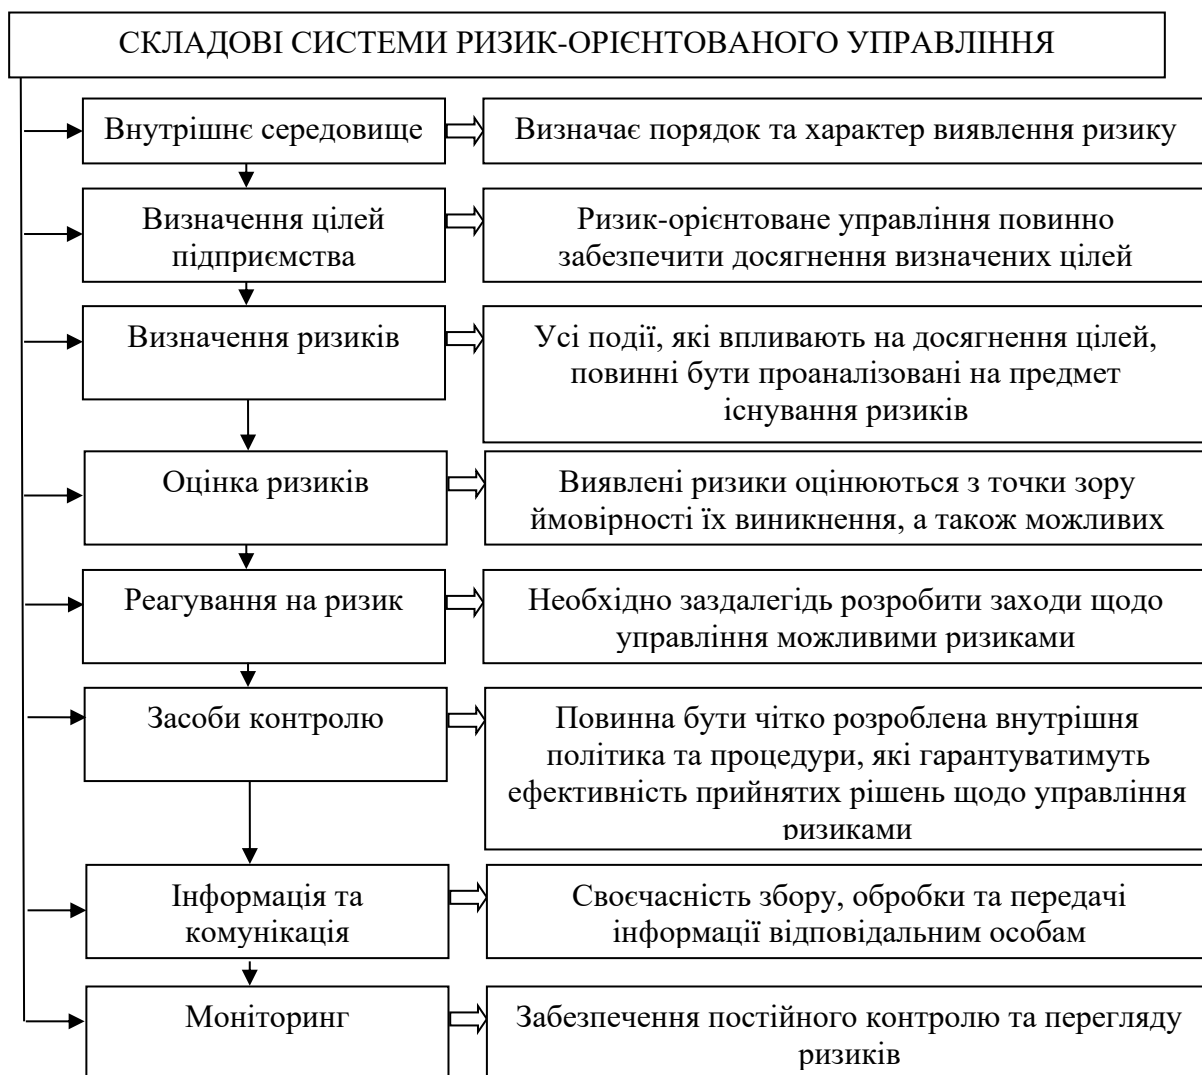 СКЛАДОВІ СИСТЕМИ РИЗИК-ОРІЄНТОВАНОГО УПРАВЛІННЯ
Внутрішнє середовище
Визначає порядок та характер виявлення ризику
Визначення цілей
підприємства
Ризик-орієнтоване управління повинно
забезпечити досягнення визначених цілей
Визначення ризиків
Усі події, які впливають на досягнення цілей,
повинні бути проаналізовані на предмет
існування ризиків
Оцінка ризиків
Виявлені ризики оцінюються з точки зору
ймовірності їх виникнення, а також можливих
Реагування на ризик
Необхідно заздалегідь розробити заходи щодо
управління можливими ризиками
Засоби контролю
Повинна бути чітко розроблена внутрішня
політика та процедури, які гарантуватимуть
ефективність прийнятих рішень щодо управління
ризиками
Інформація та
комунікація
Своєчасність збору, обробки та передачі
інформації відповідальним особам
Моніторинг
Забезпечення постійного контролю та перегляду
ризиків